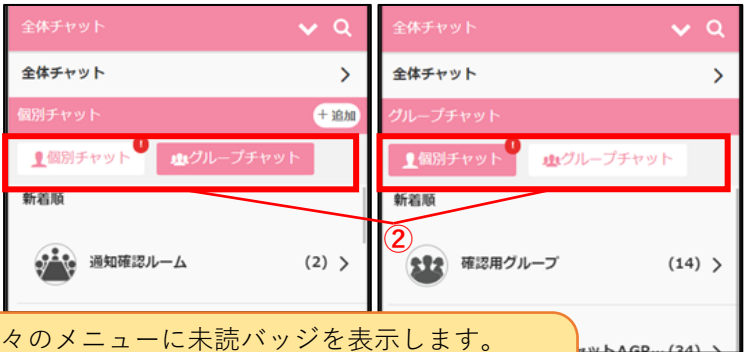 全体チャット
全体チャット
個別チャット
+ 追加
個別チャット
グループチャット
新着順
通知確認ルーム
(2)
全体チャット
全体チャット
グループチャット
個別チャット
グループチャット
新着順
確認用グループ
(14)
②
々のメニューに未読バッジを表示します。